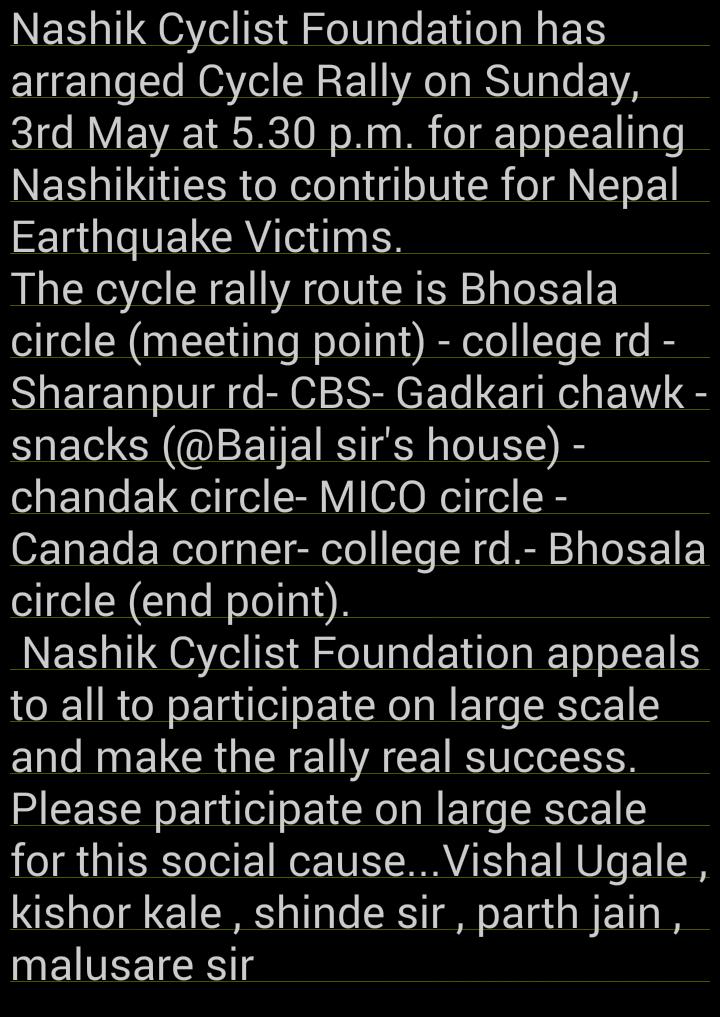 Nashik Cyclist Foundation has
arranged Cycle Rally on Sunday,
3rd May at 5.30 p.m. for appealing
Nashikities to contribute for Nepal
Earthquake Victims.
The cycle rally route is Bhosala
circle (meeting point) - college rd -
Sharanpur rd- CBS- Gadkari chawk -
snacks (@Baijal sir's house) -
chandak circle- MICO circle -
Canada corner- college rd.- Bhosala
circle (end point).
Nashik Cyclist Foundation appeals
to all to participate on large scale
and make the rally real success.
Please participate on large scale
for this social cause...Vishal Ugale ,
kishor kale , shinde sir , parth jain ,
malusare sir